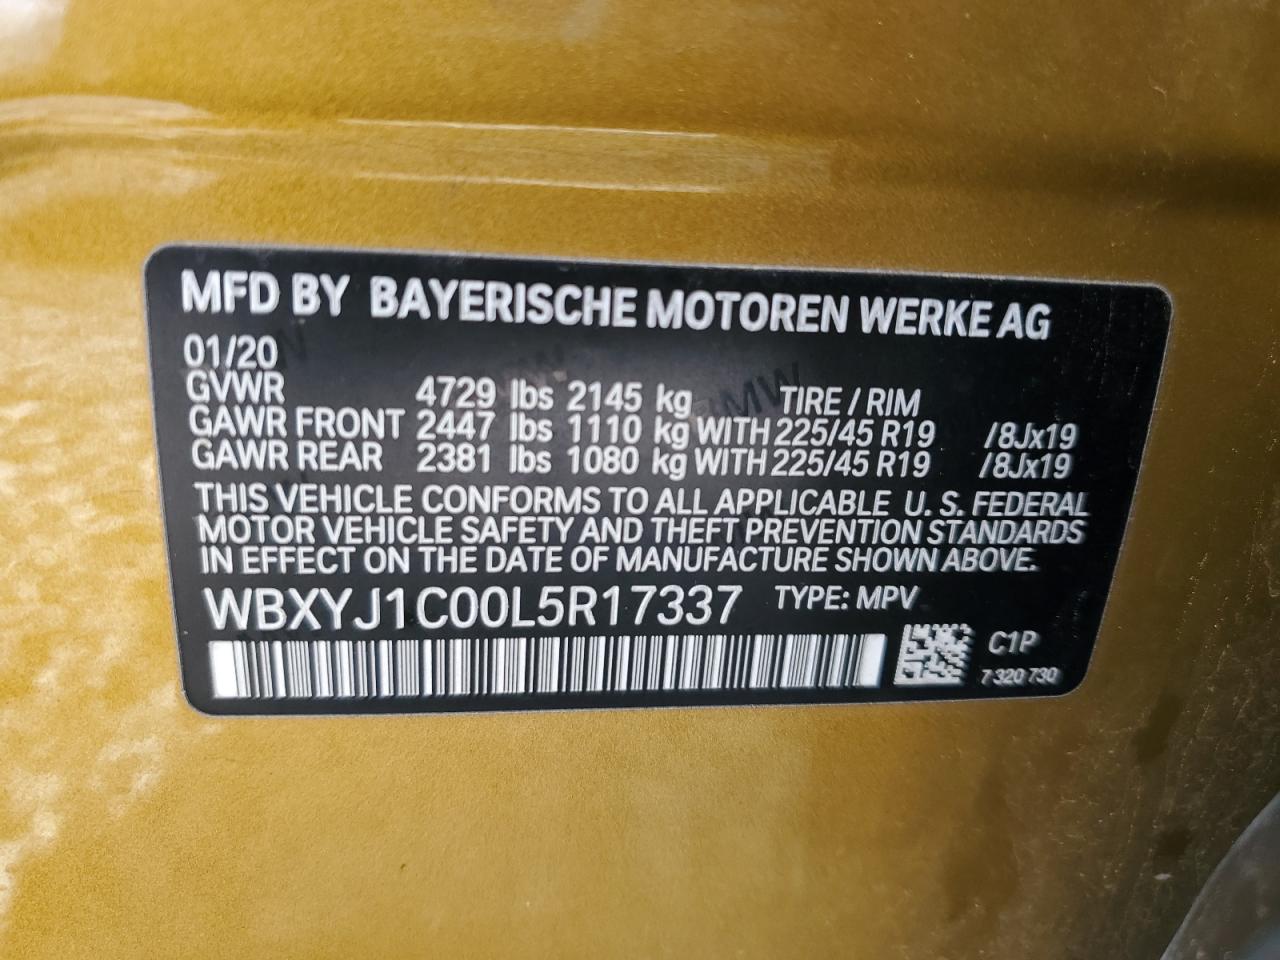 MFD BY BAYERISCHE MOTOREN WERKE AG
01/20
GVWR 4729 lbs 2145 kg TIRE / RIM
GAWR FRONT 2447 lbs 1110 kg WITH 225/45 R19 /8Jx19
GAWR REAR 2381 lbs 1080 kg WITH 225/45 R19 /8Jx19
THIS VEHICLE CONFORMS TO ALL APPLICABLE U. S. FEDERAL
MOTOR VEHICLE SAFETY AND THEFT PREVENTION STANDARDS
IN EFFECT ON THE DATE OF MANUFACTURE SHOWN ABOVE.
WBXYJ1C00L5R17337 TYPE: MPV
C1P
7 320 730